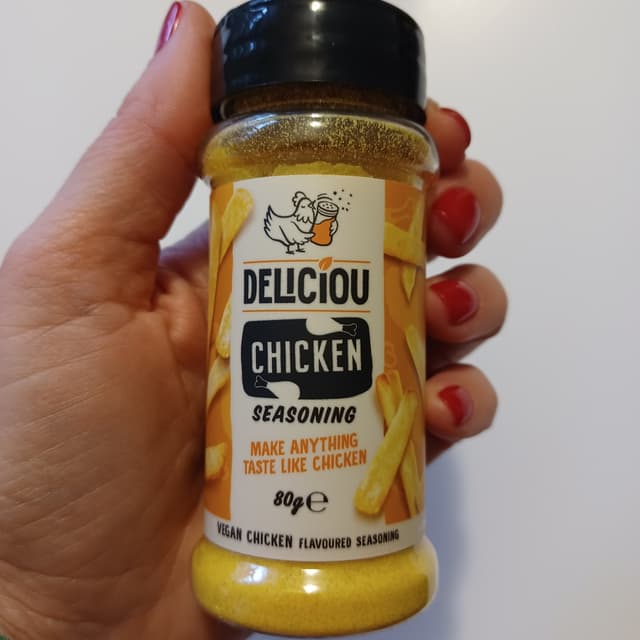 DELICIOU
CHICKEN
SEASONING
MAKE ANYTHING
TASTE LIKE CHICKEN
80g℮
VEGAN CHICKEN FLAVOURED SEASONING